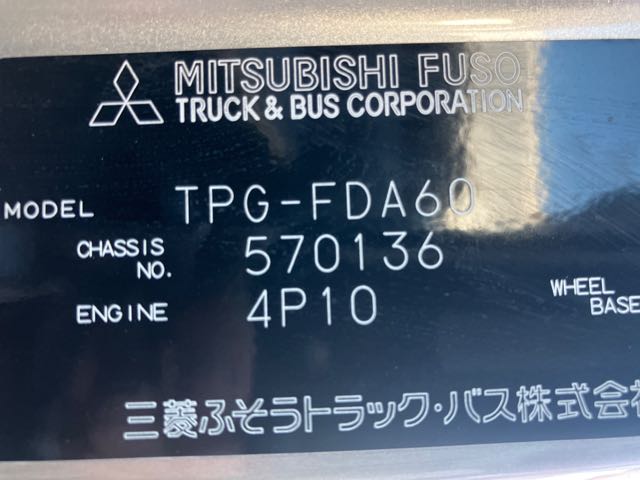 MITSUBISHI FUSO
TRUCK & BUS CORPORATION
MODEL TPG-FDA60
CHASSIS NO. 570136
ENGINE 4P10
WHEEL BASE
三菱ふそうトラック・バス株式会社